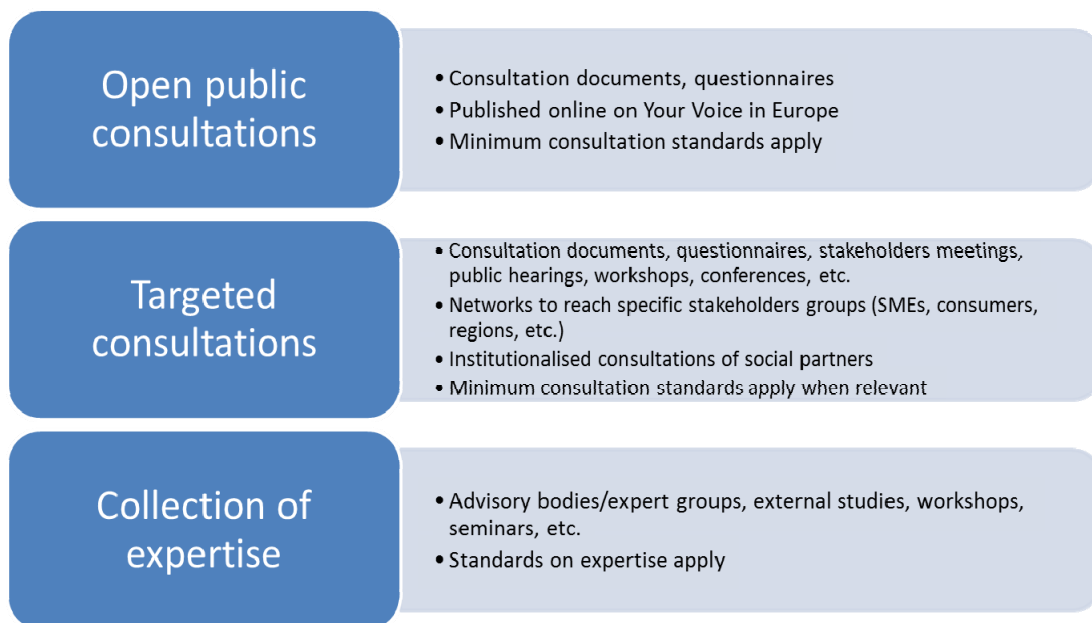 Open public
consultations
• Consultation documents, questionnaires
• Published online on Your Voice in Europe
• Minimum consultation standards apply
Targeted
consultations
• Consultation documents, questionnaires, stakeholders meetings,
public hearings, workshops, conferences, etc.
• Networks to reach specific stakeholders groups (SMEs, consumers,
regions, etc.)
• Institutionalised consultations of social partners
• Minimum consultation standards apply when relevant
Collection of
expertise
• Advisory bodies/expert groups, external studies, workshops,
seminars, etc.
• Standards on expertise apply